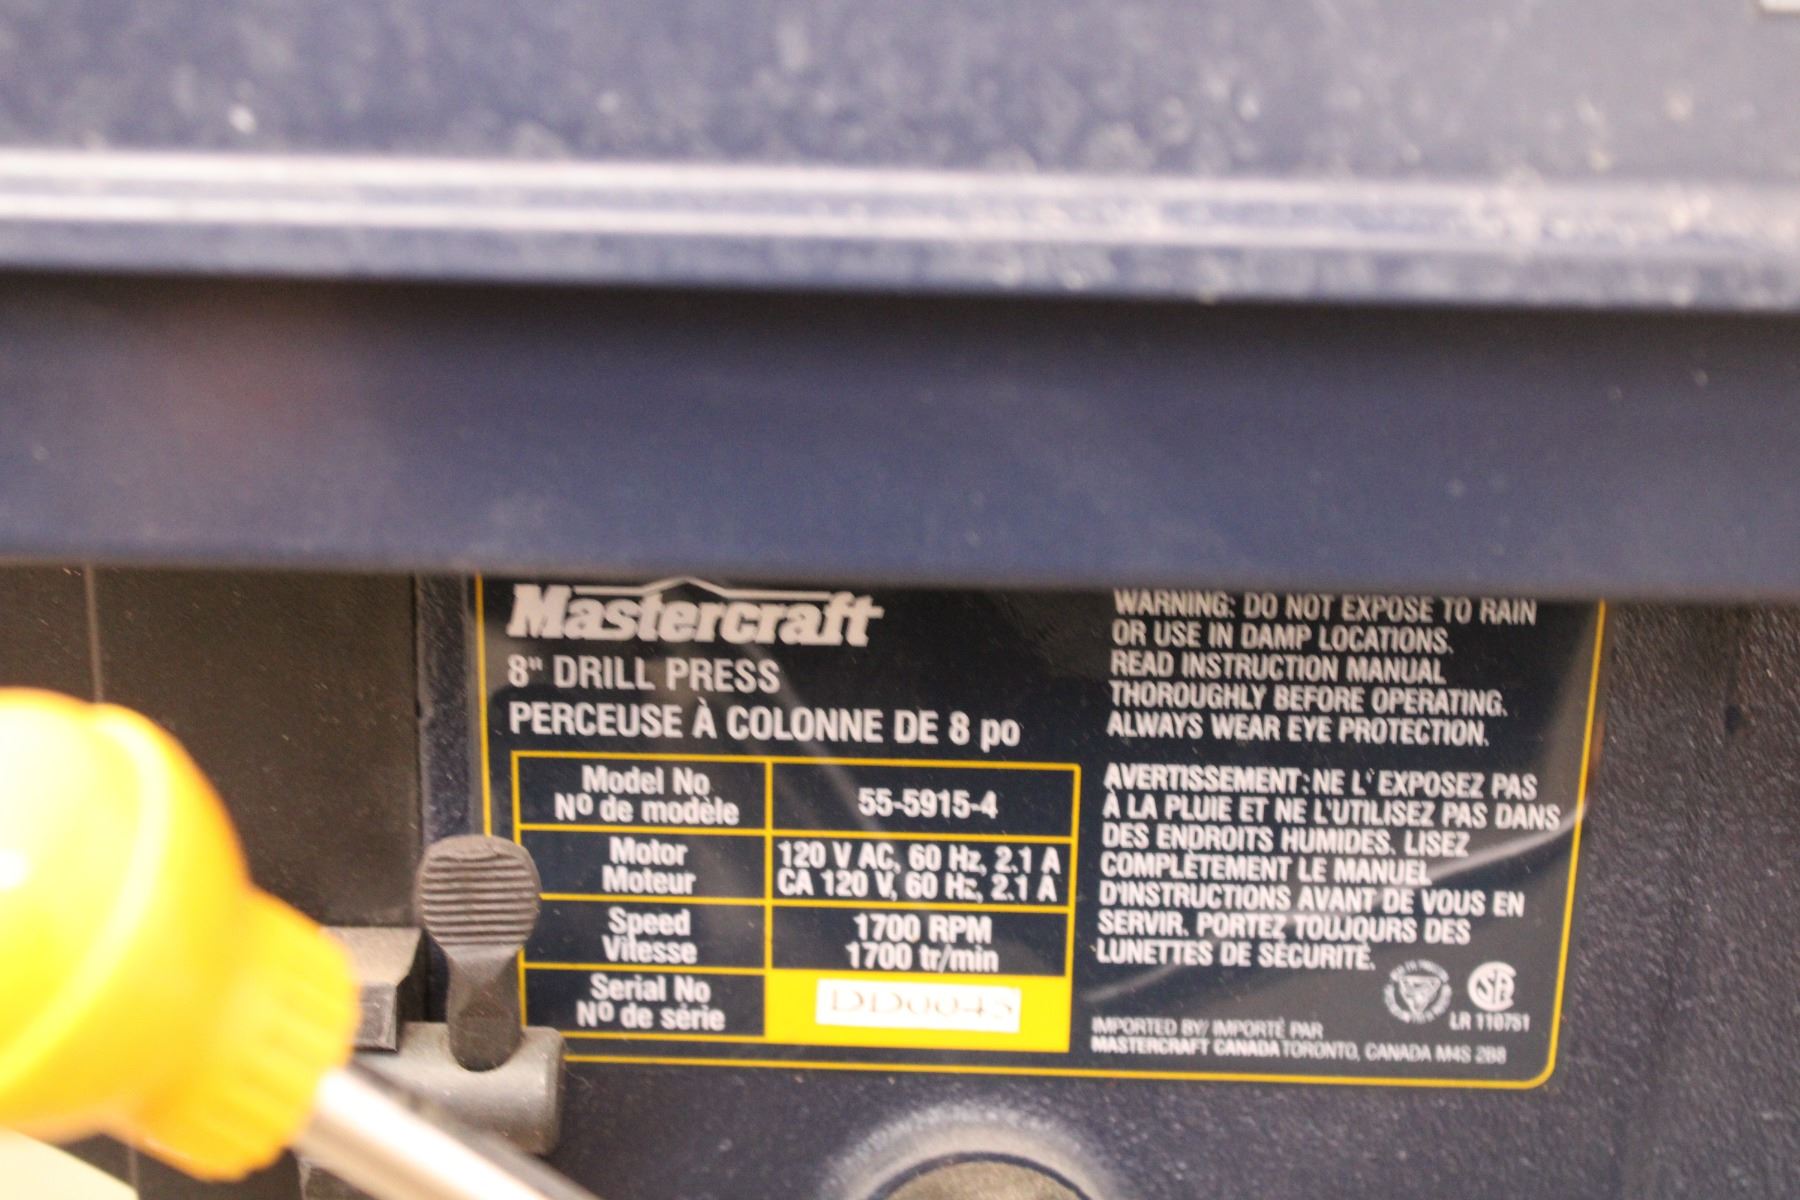 Mastercraft
8" DRILL PRESS
PERCEUSE À COLONNE DE 8 po
Model No
Nº de modèle
55-5915-4
Motor
Moteur
120 V AC, 60 Hz, 2.1 A
CA 120 V, 60 Hz, 2.1 A
Speed
Vitesse
1700 RPM
1700 tr/min
Serial No
Nº de série
WARNING: DO NOT EXPOSE TO RAIN
OR USE IN DAMP LOCATIONS.
READ INSTRUCTION MANUAL
THOROUGHLY BEFORE OPERATING.
ALWAYS WEAR EYE PROTECTION.
AVERTISSEMENT: NE L' EXPOSEZ PAS
À LA PLUIE ET NE L'UTILISEZ PAS DANS
DES ENDROITS HUMIDES. LISEZ
COMPLÈTEMENT LE MANUEL
D'INSTRUCTIONS AVANT DE VOUS EN
SERVIR. PORTEZ TOUJOURS DES
LUNETTES DE SÉCURITÉ.
LR 110751
IMPORTED BY/ IMPORTÉ PAR
MASTERCRAFT CANADA TORONTO, CANADA M4S 2B8